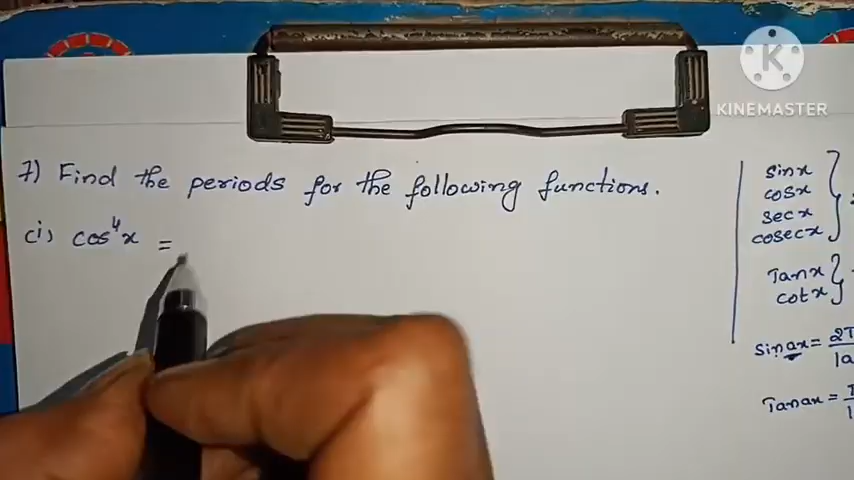 KINEMASTER
7) Find the periods for the following functions.
(i) cos⁴x =
sinx
cosx
secx
cosecx
Tanx
cotx
sinax = 2π/|a
Tanax =